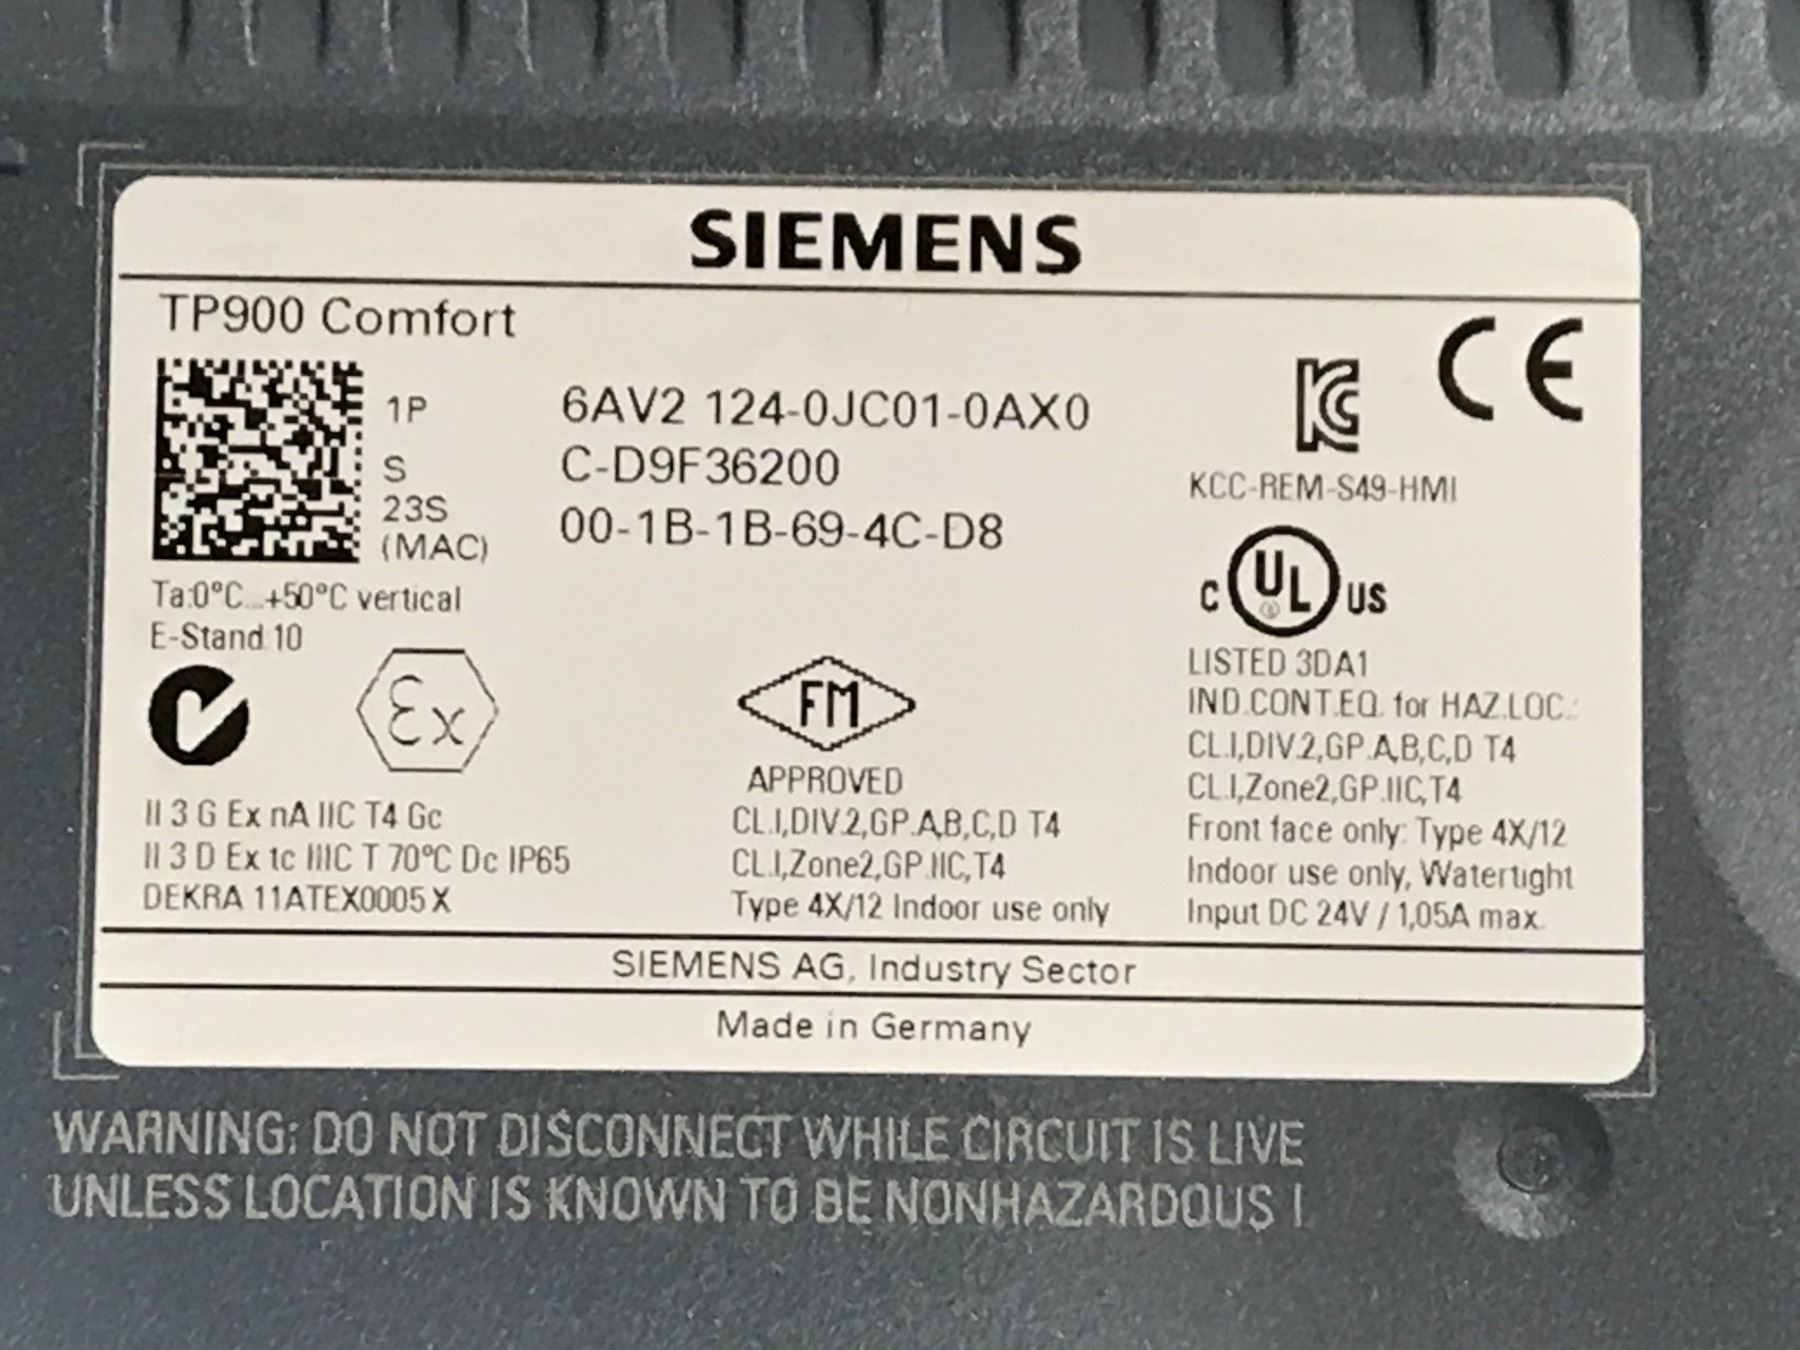 SIEMENS
TP900 Comfort
1P 6AV2 124-0JC01-0AX0
S C-D9F36200
23S
(MAC) 00-1B-1B-69-4C-D8
Ta:0°C...+50°C vertical
E-Stand 10
Ex
II 3 G Ex nA IIC T4 Gc
II 3 D Ex tc IIIC T 70°C Dc IP65
DEKRA 11ATEX0005 X
FM
APPROVED
CL.I,DIV.2,GP.A,B,C,D T4
CL.I,Zone2,GP.IIC,T4
Type 4X/12 Indoor use only
CE
KC
KCC-REM-S49-HMI
C UL US
LISTED 3DA1
IND.CONT.EQ. for HAZ.LOC.:
CL.I,DIV.2,GP.A,B,C,D T4
CL.I,Zone2,GP.IIC,T4
Front face only: Type 4X/12
Indoor use only, Watertight
Input DC 24V / 1,05A max.
SIEMENS AG, Industry Sector
Made in Germany
WARNING: DO NOT DISCONNECT WHILE CIRCUIT IS LIVE
UNLESS LOCATION IS KNOWN TO BE NONHAZARDOUS !